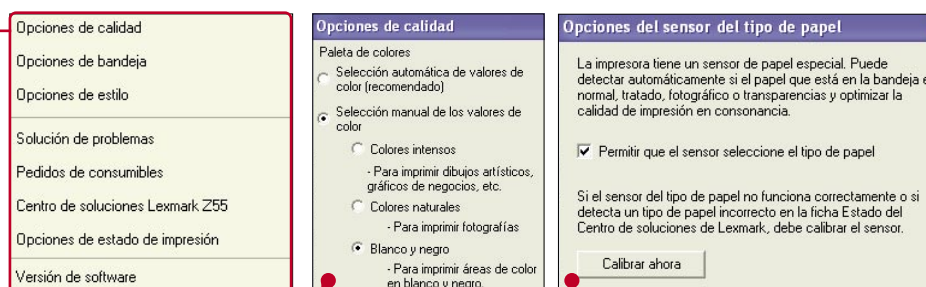 Opciones de calidad
Opciones de bandeja
Opciones de estilo
Solución de problemas
Pedidos de consumibles
Centro de soluciones Lexmark Z55
Opciones de estado de impresión
Versión de software
Opciones de calidad
Paleta de colores
Selección automática de valores de
color (recomendado)
Selección manual de los valores de
color
Colores intensos
- Para imprimir dibujos artísticos,
gráficos de negocios, etc.
Colores naturales
- Para imprimir fotografías
Blanco y negro
- Para imprimir áreas de color
en blanco y negro.
Opciones del sensor del tipo de papel
La impresora tiene un sensor de papel especial. Puede
detectar automáticamente si el papel que está en la bandeja e
normal, tratado, fotográfico o transparencias y optimizar la
calidad de impresión en consonancia.
Permitir que el sensor seleccione el tipo de papel
Si el sensor del tipo de papel no funciona correctamente o si
detecta un tipo de papel incorrecto en la ficha Estado del
Centro de soluciones de Lexmark, debe calibrar el sensor.
Calibrar ahora